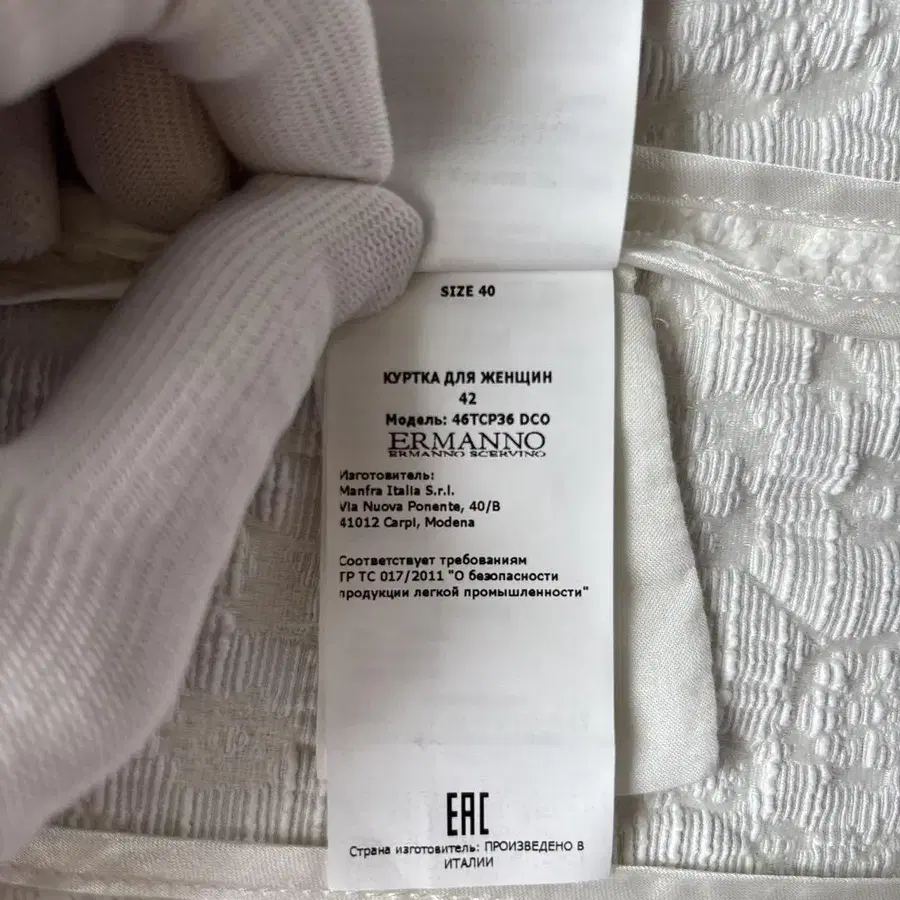 SIZE 40
КУРТКА ДЛЯ ЖЕНЩИН
42
Модель: 46TCP36 DCO
ERMANNO
ERMANNO SCERVINO
Изготовитель:
Manfra Italia S.r.l.
Via Nuova Ponente, 40/B
41012 Carpi, Modena
Соответствует требованиям
ТР ТС 017/2011 "О безопасности
продукции легкой промышленности"
EAC
Страна изготовитель: ПРОИЗВЕДЕНО В
ИТАЛИИ